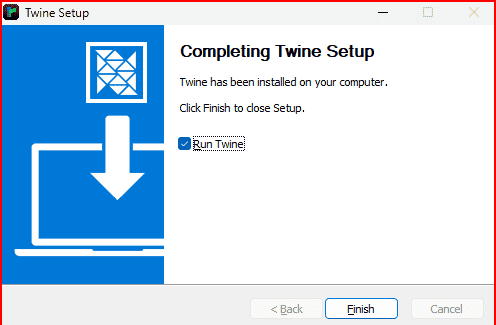 Twine Setup
Completing Twine Setup
Twine has been installed on your computer.
Click Finish to close Setup.
Run Twine
< Back
Finish
Cancel